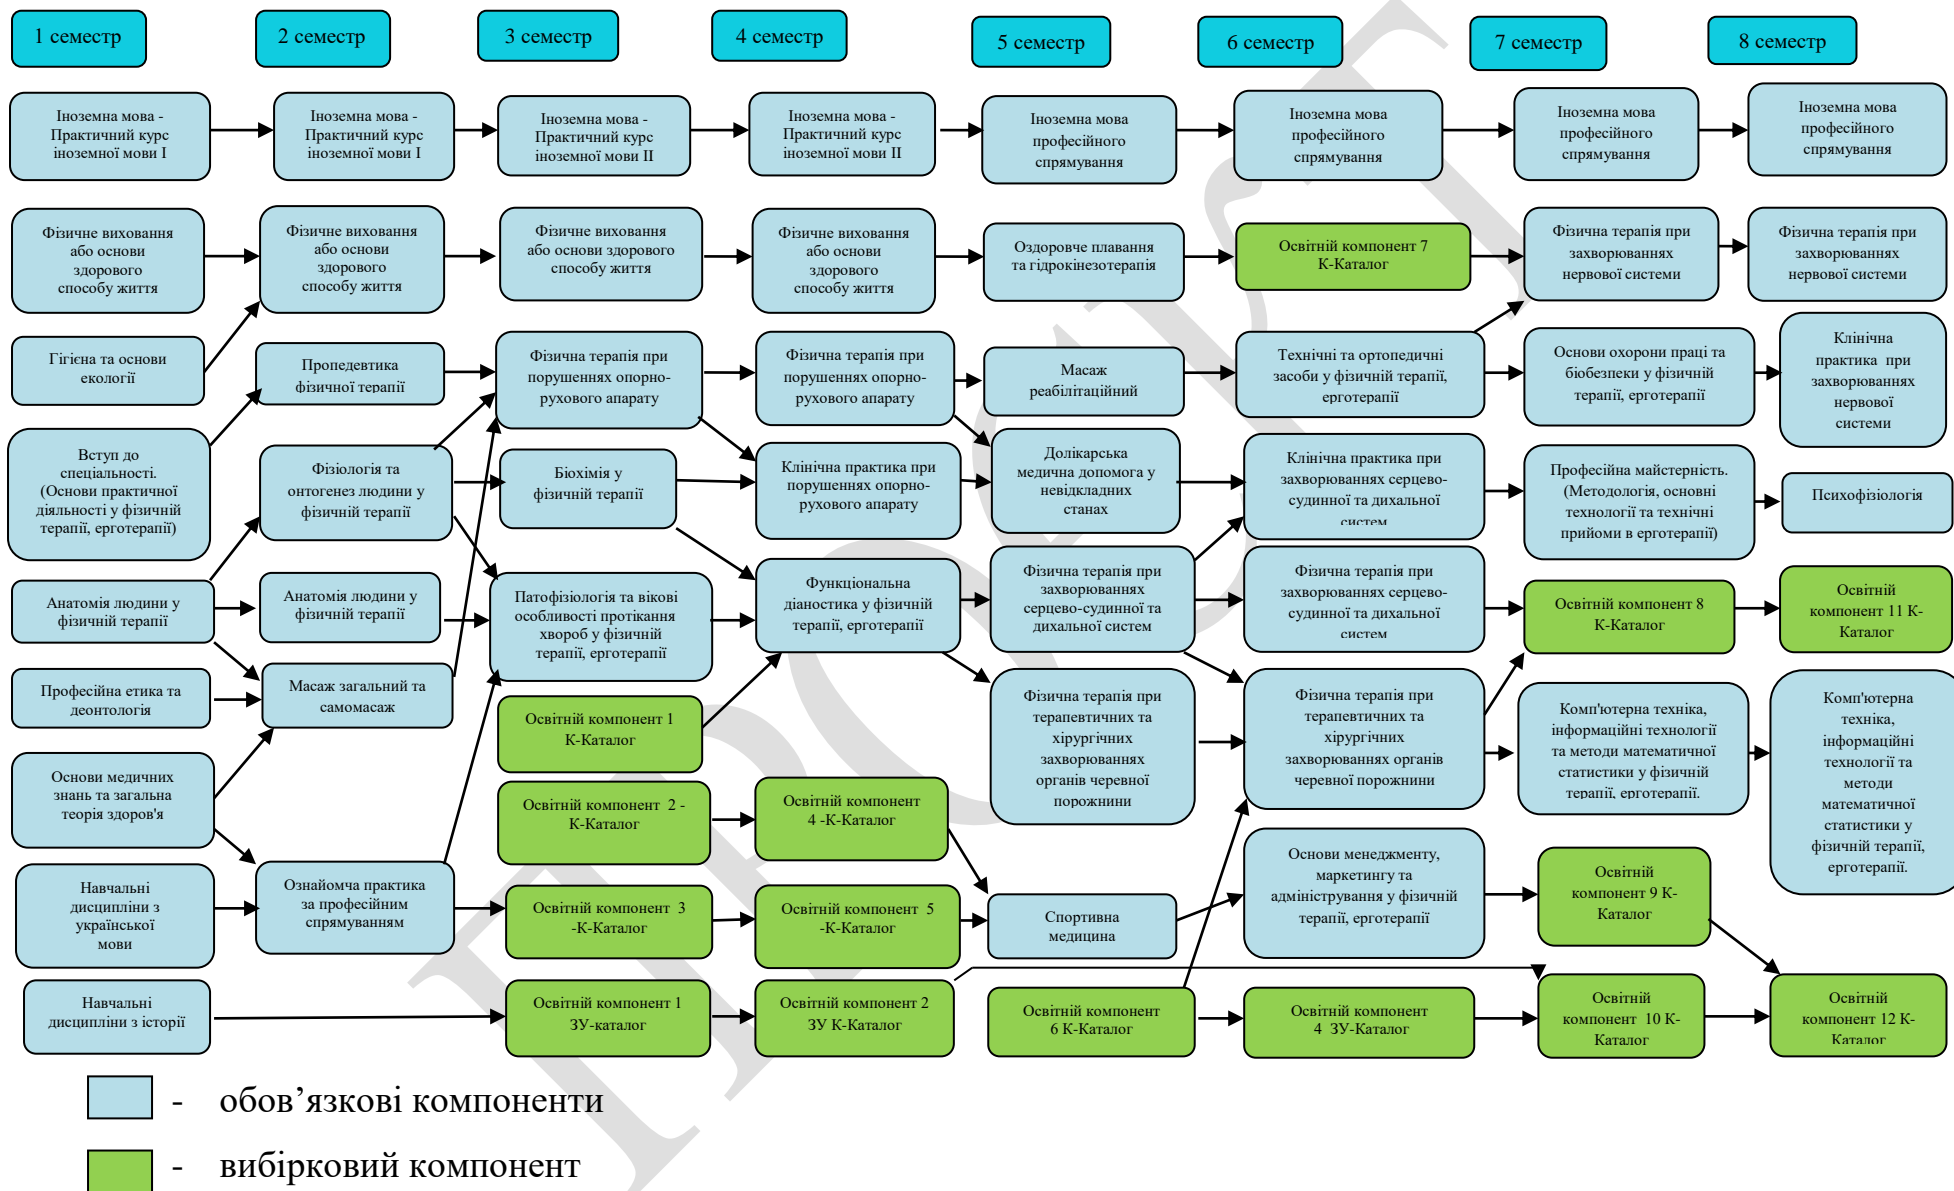 1 семестр
2 семестр
3 семестр
4 семестр
5 семестр
6 семестр
7 семестр
8 семестр
Іноземна мова -
Практичний курс
іноземної мови І
Іноземна мова -
Практичний курс
іноземної мови І
Іноземна мова -
Практичний курс
іноземної мови ІІ
Іноземна мова -
Практичний курс
іноземної мови ІІ
Іноземна мова
професійного
спрямування
Іноземна мова
професійного
спрямування
Іноземна мова
професійного
спрямування
Іноземна мова
професійного
спрямування
Фізичне виховання
або основи
здорового
способу життя
Фізичне виховання
або основи
здорового
способу життя
Фізичне виховання
або основи здорового
способу життя
Фізичне виховання
або основи
здорового
способу життя
Оздоровче плавання
та гідрокінезотерапія
Освітній компонент 7
К-Каталог
Фізична терапія при
захворюваннях
нервової системи
Фізична терапія при
захворюваннях
нервової системи
Гігієна та основи
екології
Пропедевтика
фізичної терапії
Фізична терапія при
порушеннях опорно-
рухового апарату
Фізична терапія при
порушеннях опорно-
рухового апарату
Масаж
реабілітаційний
Технічні та ортопедичні
засоби у фізичній терапії,
ерготерапії
Основи охорони праці та
біобезпеки у фізичній
терапії, ерготерапії
Клінічна
практика при
захворюваннях
нервової
системи
Вступ до
спеціальності.
(Основи практичної
діяльності у фізичній
терапії, ерготерапії)
Фізіологія та
онтогенез людини у
фізичній терапії
Біохімія у
фізичній терапії
Клінічна практика при
порушеннях опорно-
рухового апарату
Долікарська
медична допомога у
невідкладних
станах
Клінічна практика при
захворюваннях серцево-
судинної та дихальної
систем
Професійна майстерність.
(Методологія, основні
технології та технічні
прийоми в ерготерапії)
Психофізіологія
Анатомія людини у
фізичній терапії
Анатомія людини у
фізичній терапії
Патофізіологія та вікові
особливості протікання
хвороб у фізичній
терапії, ерготерапії
Функціональна
діаностика у фізичній
терапії, ерготерапії
Фізична терапія при
захворюваннях
серцево-судинної та
дихальної систем
Фізична терапія при
захворюваннях серцево-
судинної та дихальної
систем
Освітній компонент 8
К-Каталог
Освітній
компонент 11 К-
Каталог
Професійна етика та
деонтологія
Масаж загальний та
самомасаж
Освітній компонент 1
К-Каталог
Фізична терапія при
терапевтичних та
хірургічних
захворюваннях
органів черевної
порожнини
Фізична терапія при
терапевтичних та
хірургічних
захворюваннях органів
черевної порожнини
Комп'ютерна техніка,
інформаційні технології
та методи математичної
статистики у фізичній
терапії, ерготерапії.
Комп'ютерна
техніка,
інформаційні
технології та
методи
математичної
статистики у
фізичній терапії,
ерготерапії.
Основи медичних
знань та загальна
теорія здоров'я
Освітній компонент 2 -
К-Каталог
Освітній компонент
4 -К-Каталог
Навчальні
дисципліни з
української
мови
Ознайомча практика
за професійним
спрямуванням
Освітній компонент 3
-К-Каталог
Освітній компонент 5
-К-Каталог
Спортивна
медицина
Основи менеджменту,
маркетингу та
адміністрування у фізичній
терапії, ерготерапії
Освітній
компонент 9 К-
Каталог
Навчальні
дисципліни з історії
Освітній компонент 1
ЗУ-каталог
Освітній компонент 2
ЗУ К-Каталог
Освітній компонент
6 К-Каталог
Освітній компонент
4 ЗУ-Каталог
Освітній
компонент 10 К-
Каталог
Освітній
компонент 12 К-
Каталог
- обов’язкові компоненти
- вибірковий компонент
ПРОЄКТ